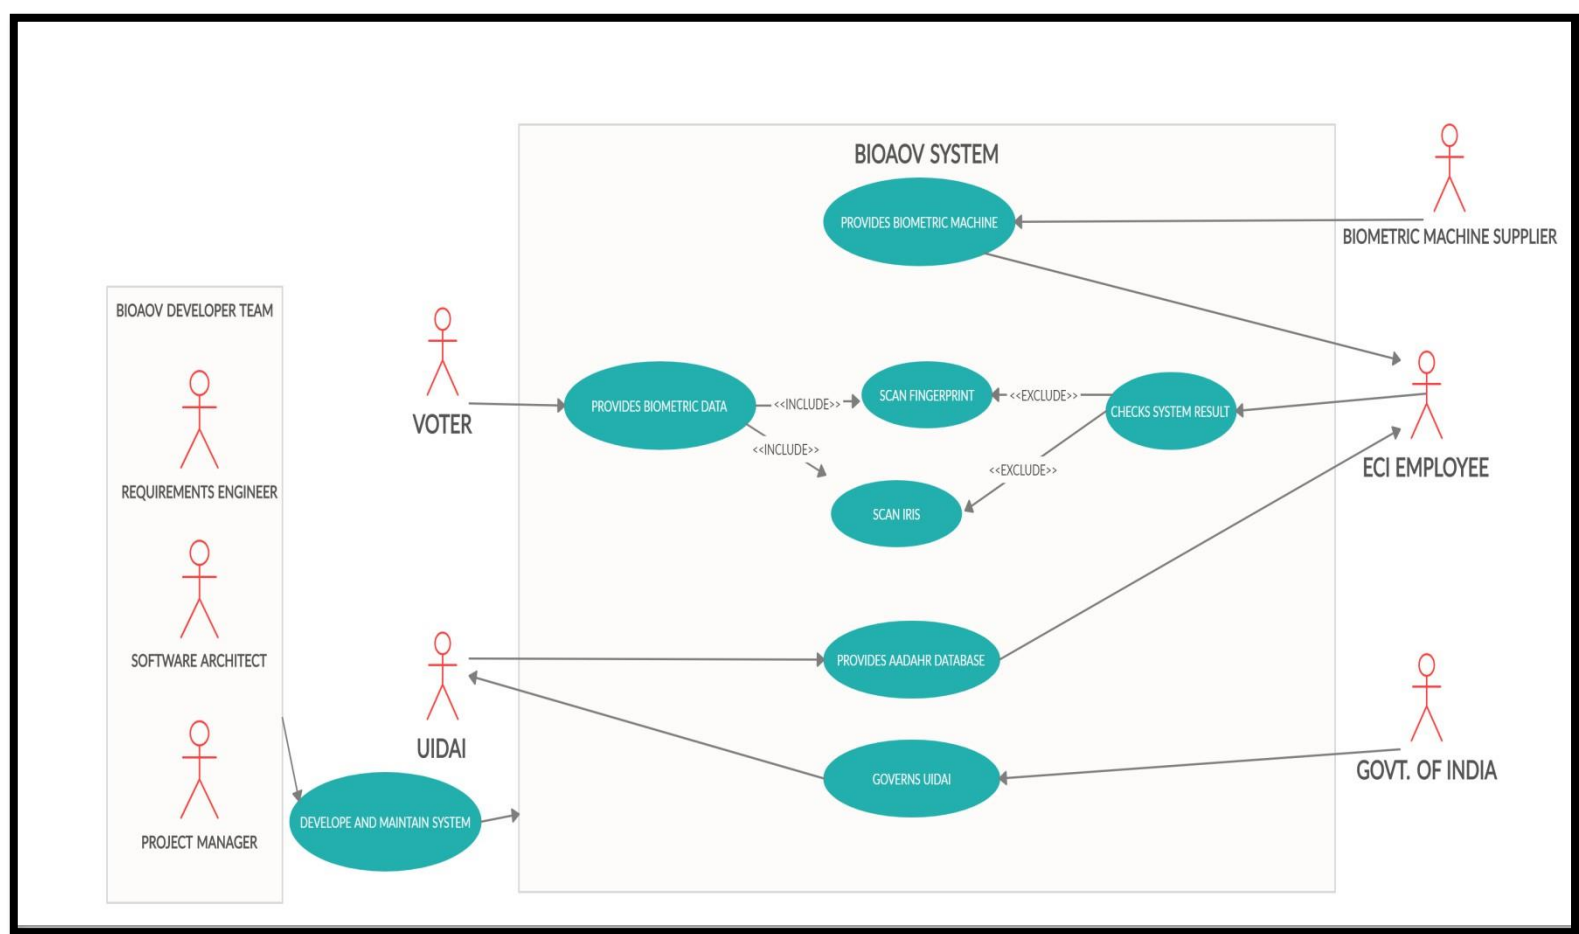 BIOAOV SYSTEM
PROVIDES BIOMETRIC MACHINE
BIOMETRIC MACHINE SUPPLIER
BIOAOV DEVELOPER TEAM
REQUIREMENTS ENGINEER
SOFTWARE ARCHITECT
PROJECT MANAGER
VOTER
PROVIDES BIOMETRIC DATA
<<INCLUDE>>
<<INCLUDE>>
SCAN FINGERPRINT
SCAN IRIS
<<EXCLUDE>>
<<EXCLUDE>>
CHECKS SYSTEM RESULT
ECI EMPLOYEE
UIDAI
PROVIDES AADAHR DATABASE
GOVERNS UIDAI
GOVT. OF INDIA
DEVELOPE AND MAINTAIN SYSTEM